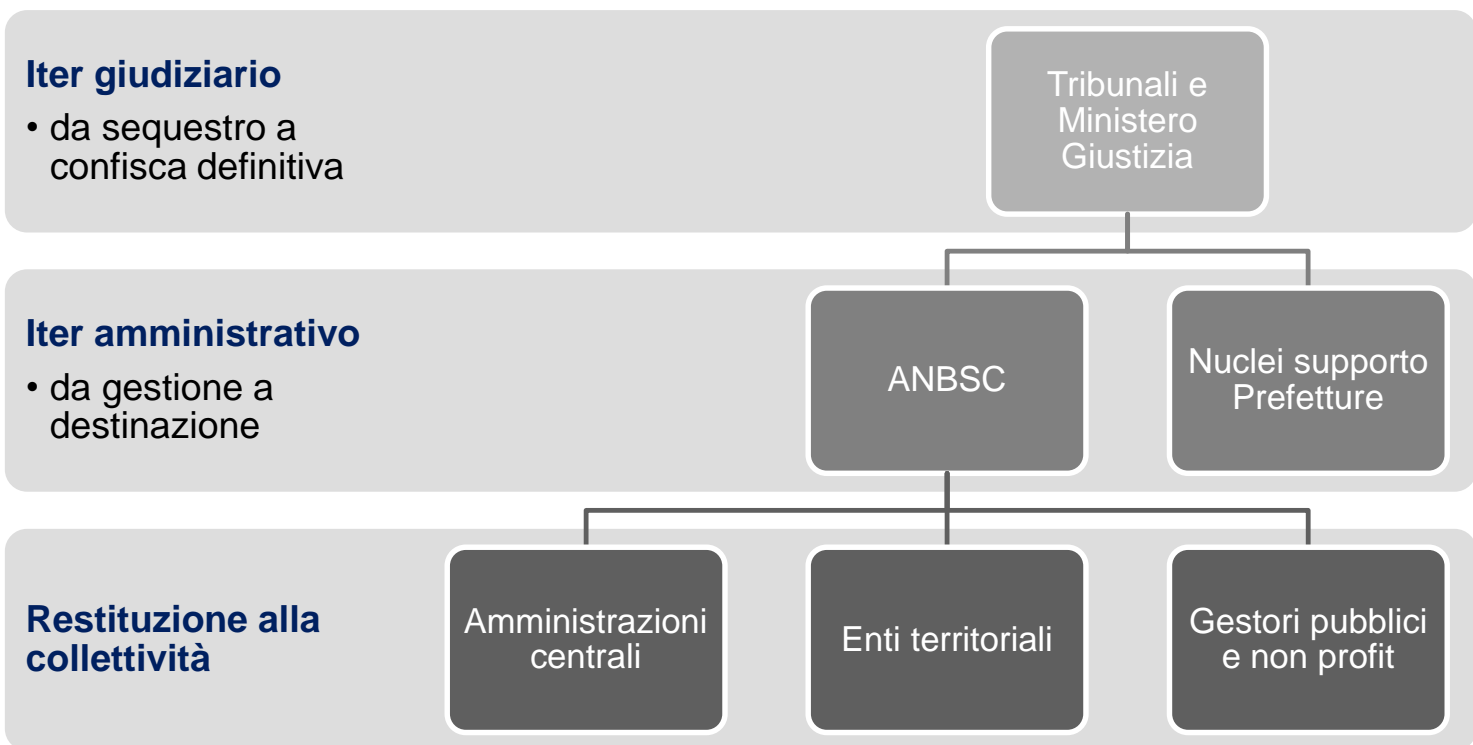 Iter giudiziario
• da sequestro a
confisca definitiva
Tribunali e
Ministero
Giustizia
Iter amministrativo
• da gestione a
destinazione
ANBSC
Nuclei supporto
Prefetture
Restituzione alla
collettività
Amministrazioni
centrali
Enti territoriali
Gestori pubblici
e non profit